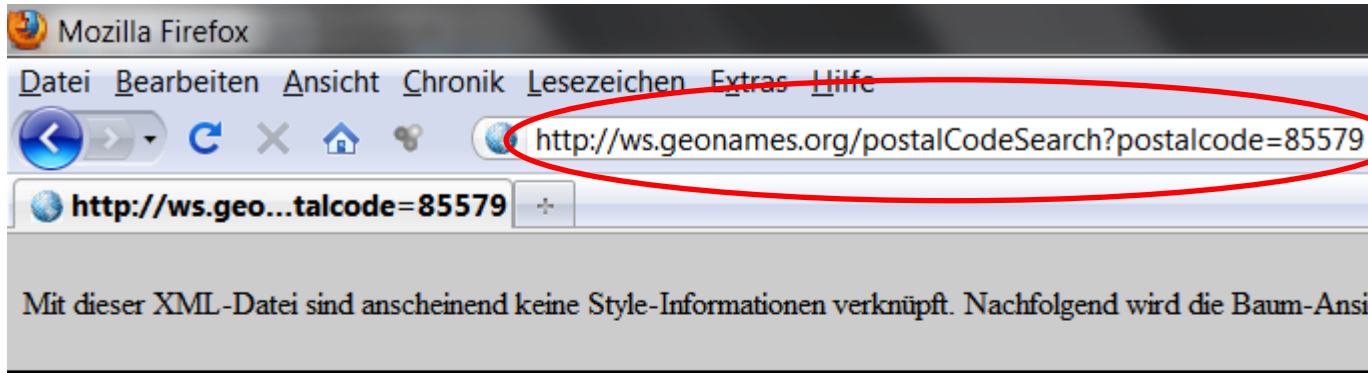 Mozilla Firefox
Datei Bearbeiten Ansicht Chronik Lesezeichen Extras Hilfe
http://ws.geonames.org/postalCodeSearch?postalcode=85579
http://ws.geo...talcode=85579
Mit dieser XML-Datei sind anscheinend keine Style-Informationen verknüpft. Nachfolgend wird die Baum-Ansi